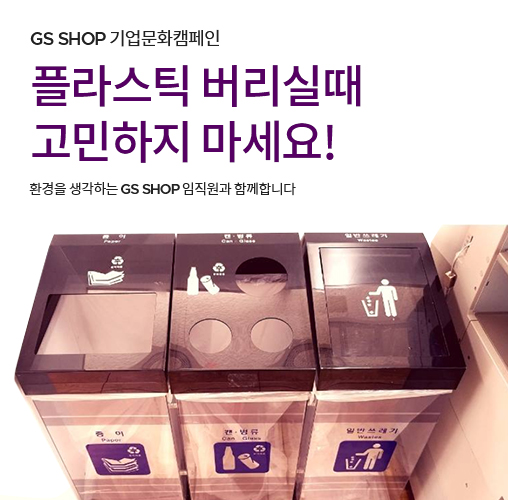 GS SHOP 기업문화캠페인
플라스틱 버리실때
고민하지 마세요!
환경을 생각하는 GS SHOP 임직원과 함께합니다
종 이
Paper
캔·병류
Can · Glass
일반쓰레기
Wastes
종 이
Paper
캔·병류
Can · Glass
일반쓰레기
Wastes